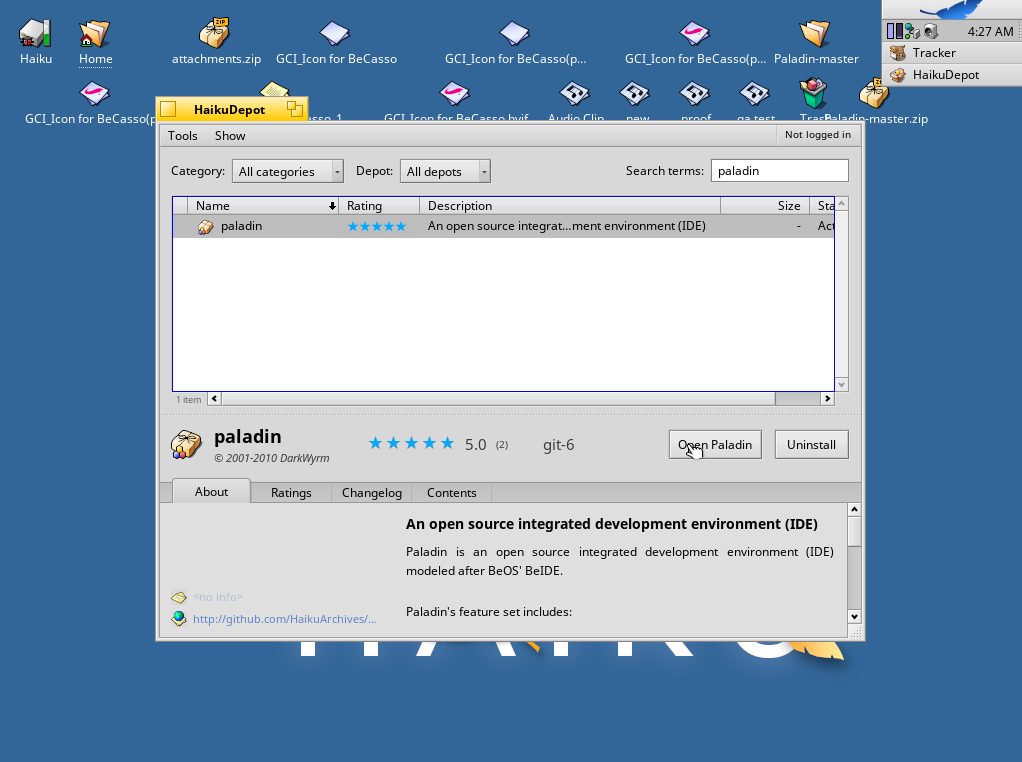 4:27 AM
Tracker
HaikuDepot
Haiku
Home
attachments.zip
GCI_Icon for BeCasso
GCI_Icon for BeCasso(p...
GCI_Icon for BeCasso(p...
Paladin-master
GCI_Icon for BeCasso(p
GCI_Icon for BeCasso.hvif
Audio Clip
new
proof
Paladin-master.zip
HaikuDepot
Tools Show Not logged in
Category: All categories Depot: All depots Search terms: paladin
Name Rating Description Size Sta
paladin An open source integrat...ment environment (IDE) - Act
1 item
paladin 5.0 (2) git-6 Open Paladin Uninstall
© 2001-2010 DarkWyrm
About Ratings Changelog Contents
An open source integrated development environment (IDE)
Paladin is an open source integrated development environment (IDE)
modeled after BeOS' BeIDE.
<no info>
Paladin's feature set includes:
http://github.com/HaikuArchives/...